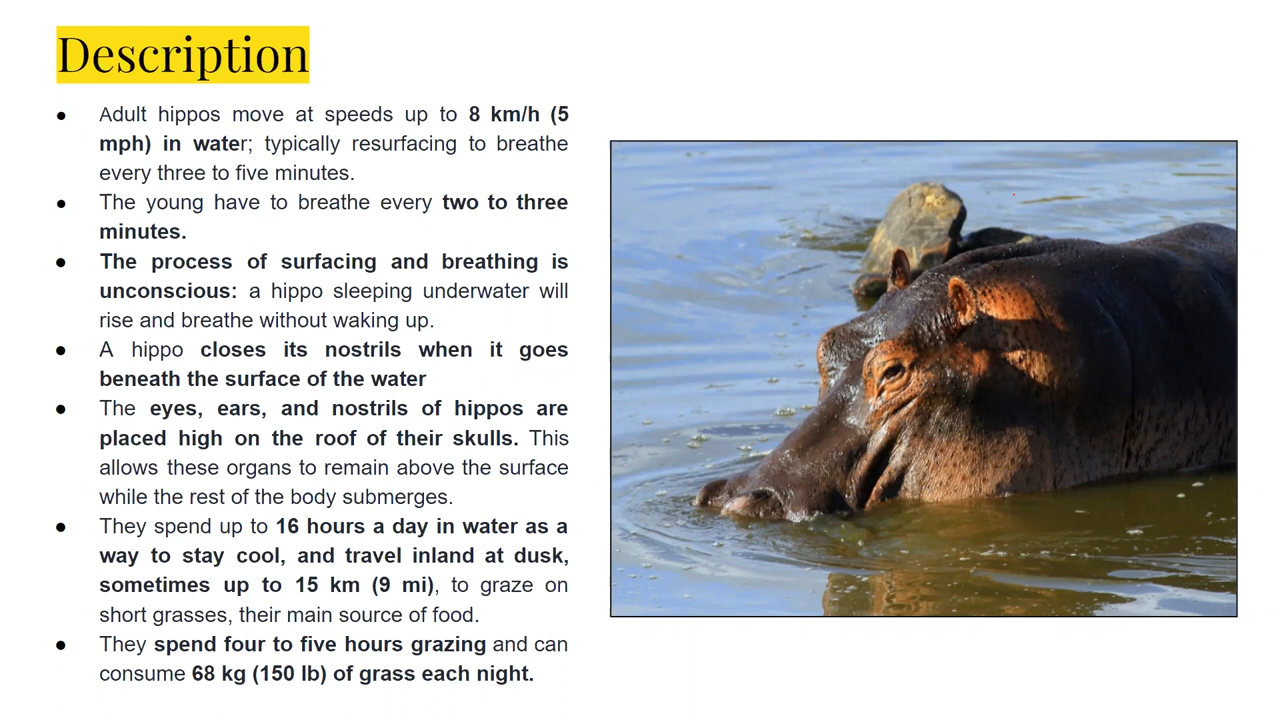 Description
● Adult hippos move at speeds up to 8 km/h (5
mph) in water; typically resurfacing to breathe
every three to five minutes.
● The young have to breathe every two to three
minutes.
● The process of surfacing and breathing is
unconscious: a hippo sleeping underwater will
rise and breathe without waking up.
● A hippo closes its nostrils when it goes
beneath the surface of the water
● The eyes, ears, and nostrils of hippos are
placed high on the roof of their skulls. This
allows these organs to remain above the surface
while the rest of the body submerges.
● They spend up to 16 hours a day in water as a
way to stay cool, and travel inland at dusk,
sometimes up to 15 km (9 mi), to graze on
short grasses, their main source of food.
● They spend four to five hours grazing and can
consume 68 kg (150 lb) of grass each night.